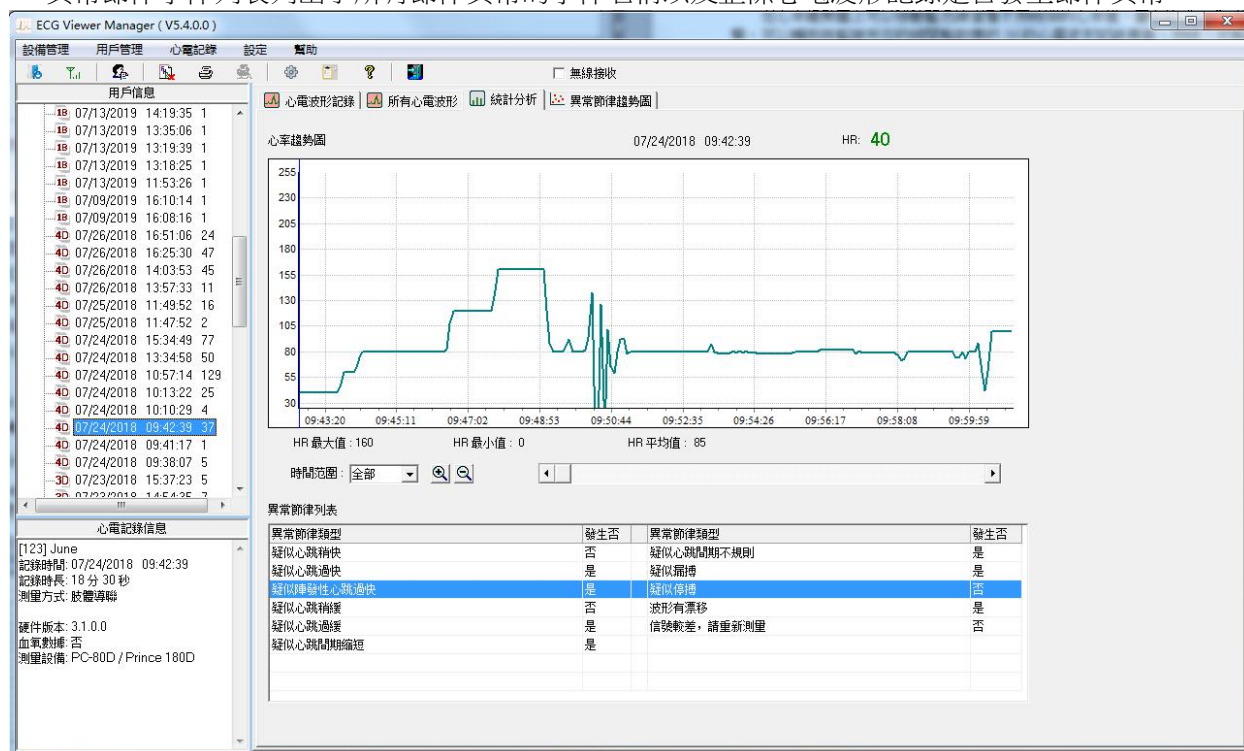 ECG Viewer Manager ( V5.4.0.0 )
設備管理 用戶管理 心電記錄 設定 幫助
無線接收
用戶信息
1B 07/13/2019 14:19:35 1
1B 07/13/2019 13:35:06 1
1B 07/13/2019 13:19:39 1
1B 07/13/2019 13:18:25 1
1B 07/13/2019 11:53:26 1
1B 07/09/2019 16:10:14 1
1B 07/09/2019 16:08:16 1
4D 07/26/2018 16:51:06 24
4D 07/26/2018 16:25:30 47
4D 07/26/2018 14:03:53 45
4D 07/26/2018 13:57:33 11
4D 07/25/2018 11:49:52 16
4D 07/25/2018 11:47:52 2
4D 07/24/2018 15:34:49 77
4D 07/24/2018 13:34:58 50
4D 07/24/2018 10:57:14 129
4D 07/24/2018 10:13:22 25
4D 07/24/2018 10:10:29 4
4D 07/24/2018 09:42:39 37
4D 07/24/2018 09:41:17 1
4D 07/24/2018 09:38:07 5
3D 07/23/2018 15:37:23 5
心電記錄信息
[123] June
記錄時間: 07/24/2018 09:42:39
記錄時長: 18 分 30 秒
測量方式: 肢體導聯
硬件版本: 3.1.0.0
血氧數據: 否
測量設備: PC-80D / Prince 180D
心電波形記錄 所有心電波形 統計分析 異常節律趨勢圖
心率趨勢圖 07/24/2018 09:42:39 HR: 40
255
230
205
180
155
130
105
80
55
30
09:43:20 09:45:11 09:47:02 09:48:53 09:50:44 09:52:35 09:54:26 09:56:17 09:58:08 09:59:59
HR 最大值 : 160 HR 最小值 : 0 HR 平均值 : 85
時間范圍 : 全部
異常節律列表
異常節律類型 發生否 異常節律類型 發生否
疑似心跳稍快 否 疑似心跳間期不規則 是
疑似心跳過快 是 疑似漏搏 是
疑似陣發性心跳過快 是 疑似停搏 否
疑似心跳稍緩 否 波形有漂移 是
疑似心跳過緩 是 信號較差，請重新測量 否
疑似心跳間期縮短 是